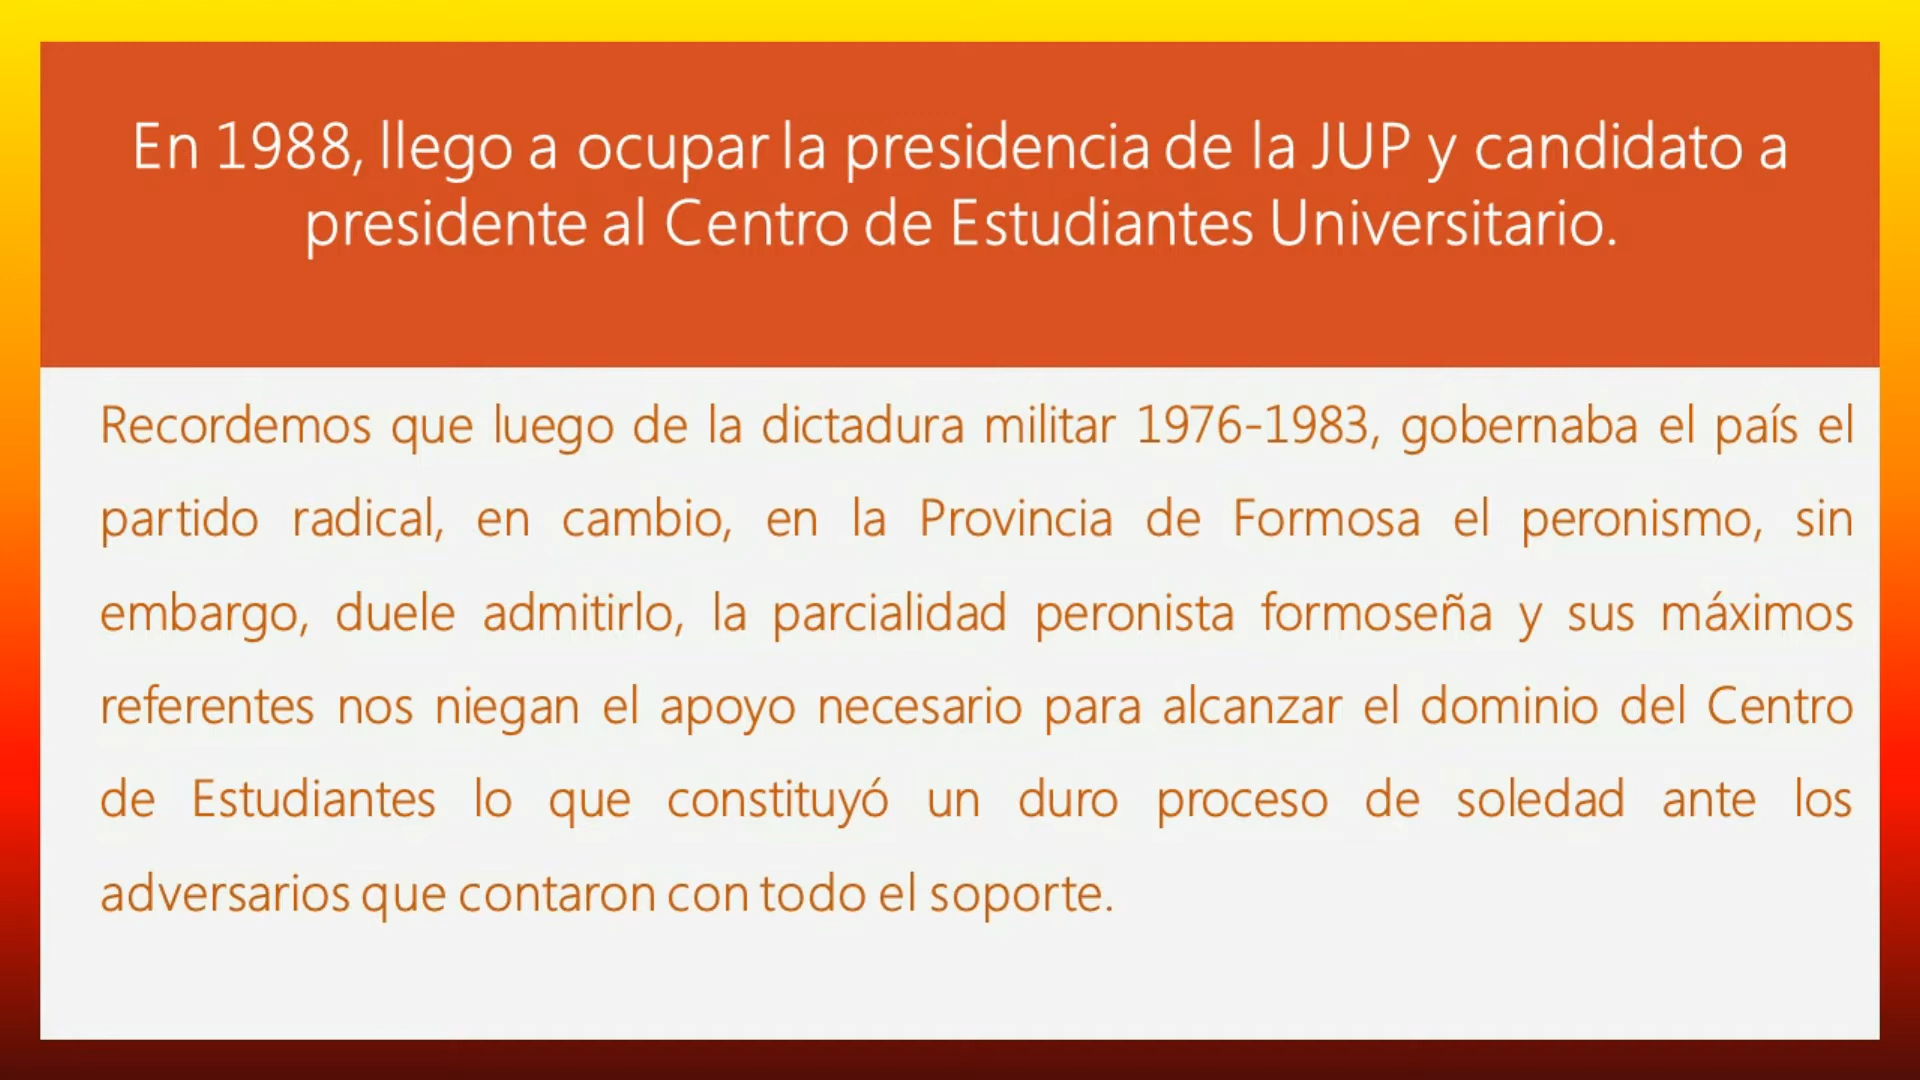 En 1988, llego a ocupar la presidencia de la JUP y candidato a
presidente al Centro de Estudiantes Universitario.
Recordemos que luego de la dictadura militar 1976-1983, gobernaba el país el
partido radical, en cambio, en la Provincia de Formosa el peronismo, sin
embargo, duele admitirlo, la parcialidad peronista formoseña y sus máximos
referentes nos niegan el apoyo necesario para alcanzar el dominio del Centro
de Estudiantes lo que constituyó un duro proceso de soledad ante los
adversarios que contaron con todo el soporte.